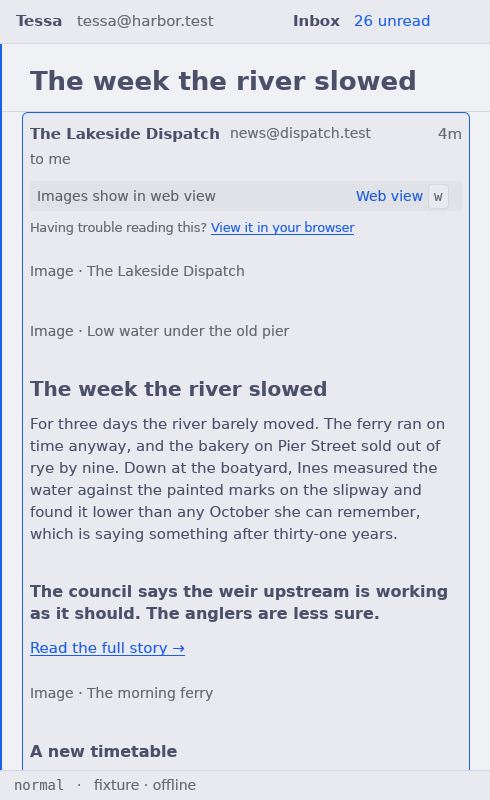 Tessa tessa@harbor.test Inbox 26 unread
The week the river slowed
The Lakeside Dispatch news@dispatch.test 4m
to me
Images show in web view Web view w
Having trouble reading this? View it in your browser
Image · The Lakeside Dispatch
Image · Low water under the old pier
The week the river slowed
For three days the river barely moved. The ferry ran on
time anyway, and the bakery on Pier Street sold out of
rye by nine. Down at the boatyard, Ines measured the
water against the painted marks on the slipway and
found it lower than any October she can remember,
which is saying something after thirty-one years.
The council says the weir upstream is working
as it should. The anglers are less sure.
Read the full story →
Image · The morning ferry
A new timetable
normal · fixture · offline